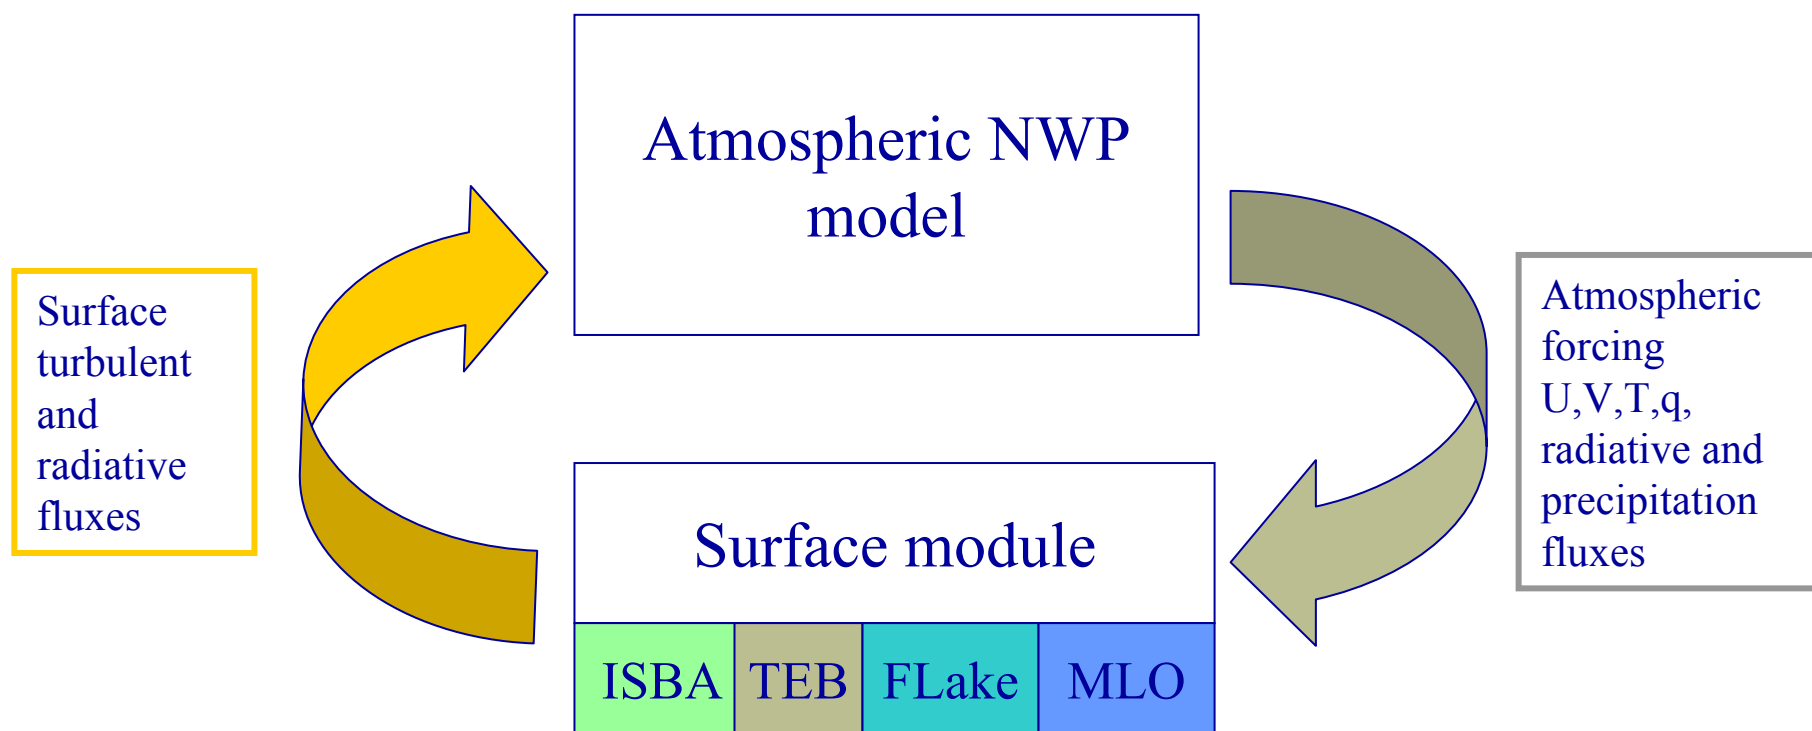 Atmospheric NWP
model
Surface
turbulent
and
radiative
fluxes
Atmospheric
forcing
U,V,T,q,
radiative and
precipitation
fluxes
Surface module
ISBA TEB FLake MLO